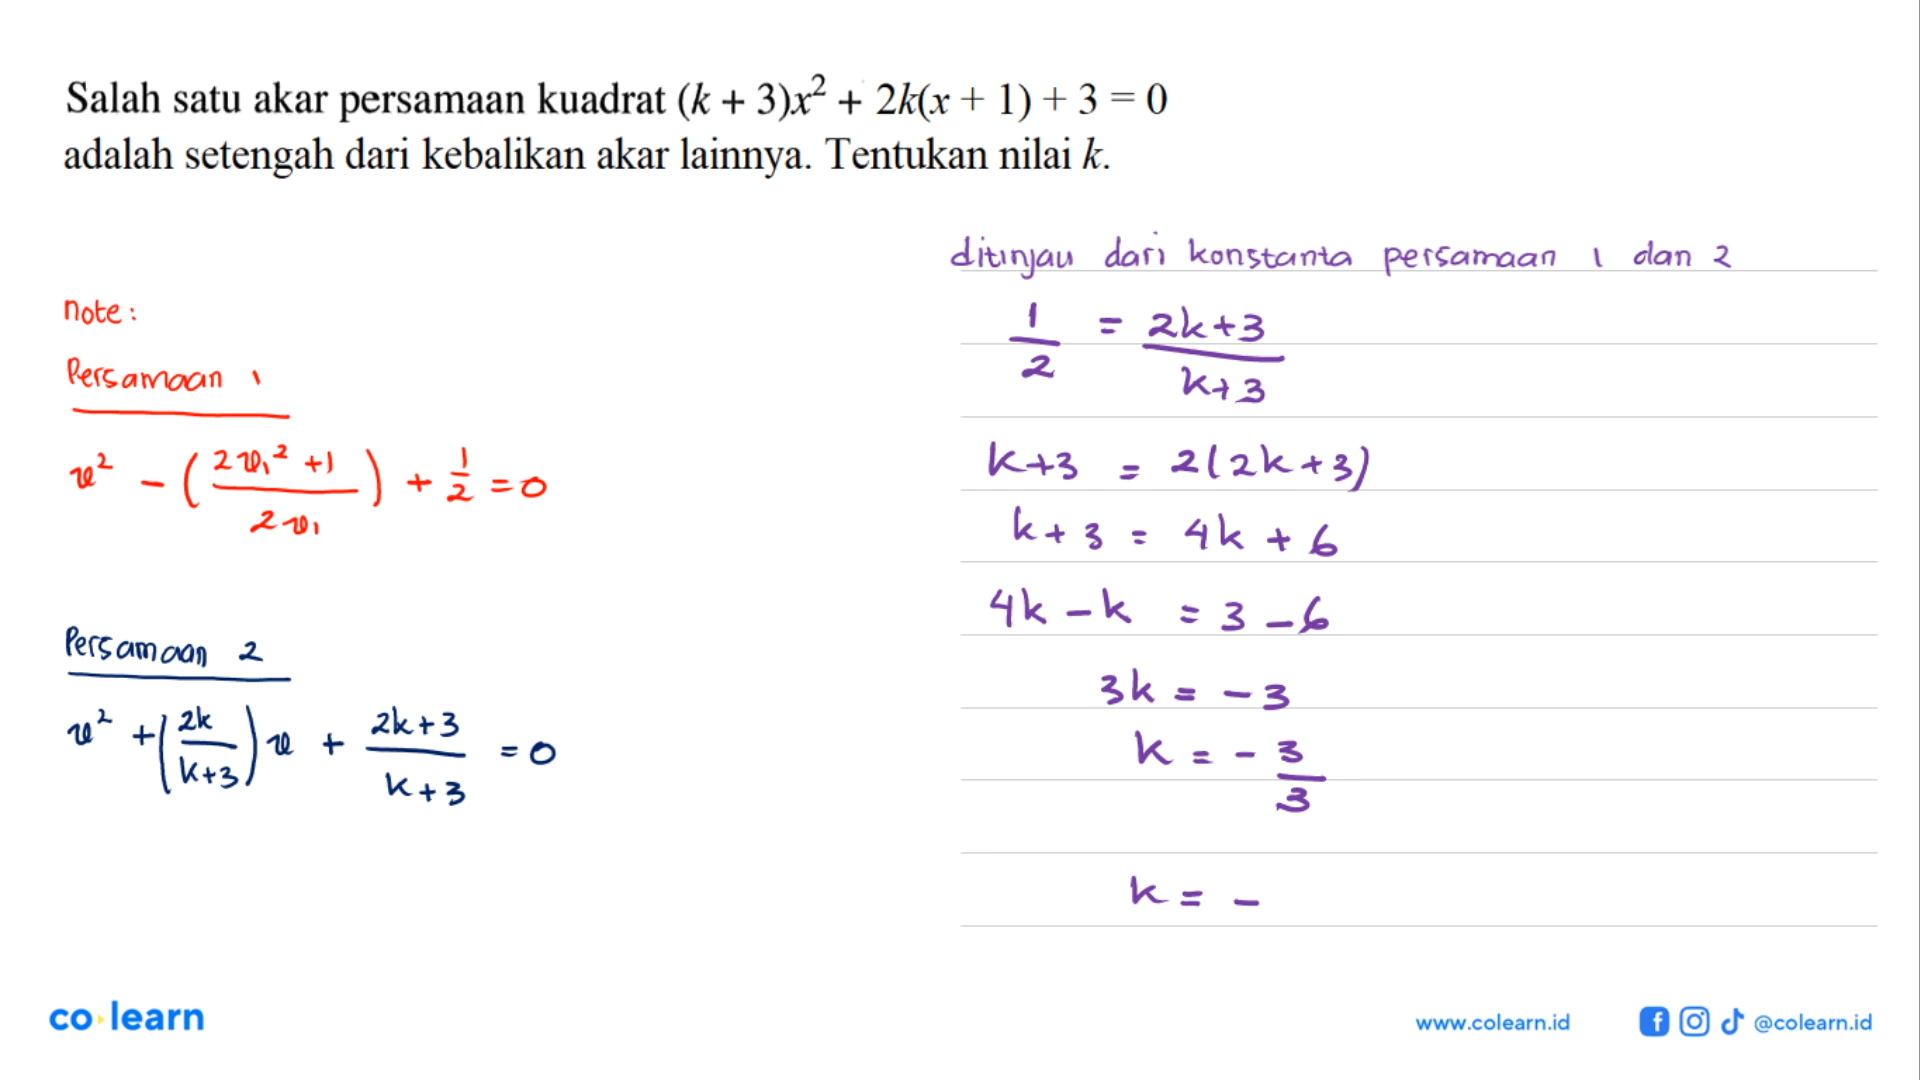 Salah satu akar persamaan kuadrat (k + 3)x² + 2k(x + 1) + 3 = 0
adalah setengah dari kebalikan akar lainnya. Tentukan nilai k.
note:
Persamaan 1
x² - ((2x₁² + 1)/(2x₁)) + 1/2 = 0
Persamaan 2
x² + (2k/(k+3))x + (2k+3)/(k+3) = 0
ditinjau dari konstanta persamaan 1 dan 2
1/2 = (2k+3)/(k+3)
k+3 = 2(2k+3)
k+3 = 4k+6
4k-k = 3-6
3k = -3
k = -3/3
k = -
co learn
www.colearn.id
@colearn.id